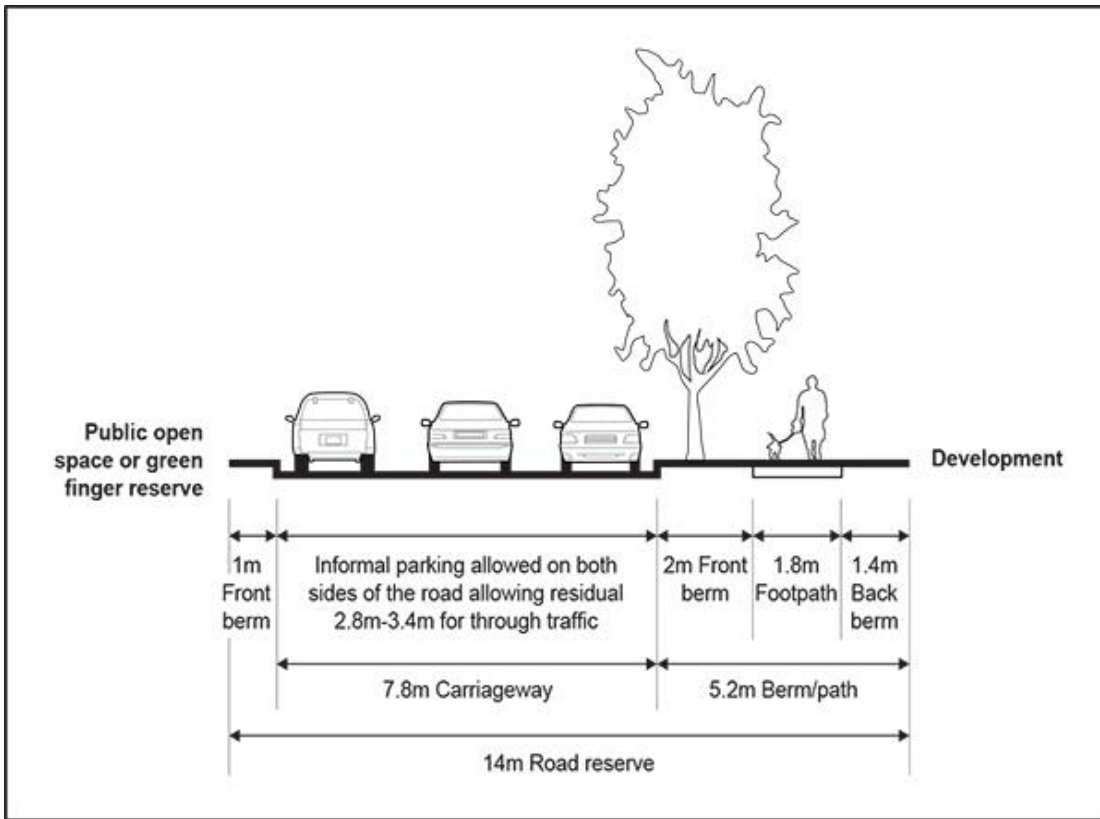 Public open
space or green
finger reserve
Development
1m
Front
berm
Informal parking allowed on both
sides of the road allowing residual
2.8m-3.4m for through traffic
2m Front
berm
1.8m
Footpath
1.4m
Back
berm
7.8m Carriageway
5.2m Berm/path
14m Road reserve